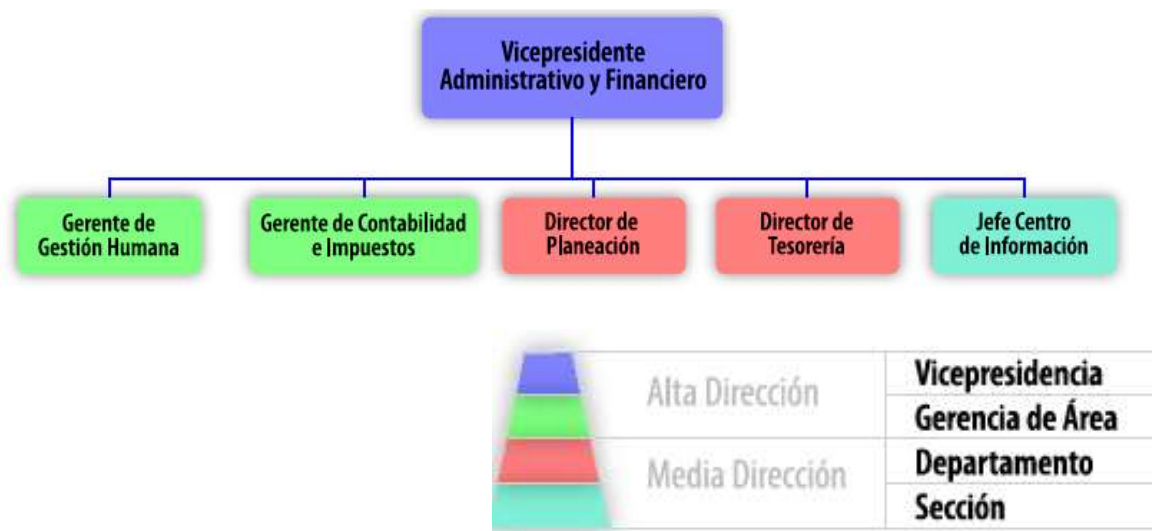 Vicepresidente
Administrativo y Financiero
Gerente de
Gestión Humana
Gerente de Contabilidad
e Impuestos
Director de
Planeación
Director de
Tesorería
Jefe Centro
de Información
Alta Dirección
Vicepresidencia
Gerencia de Área
Media Dirección
Departamento
Sección